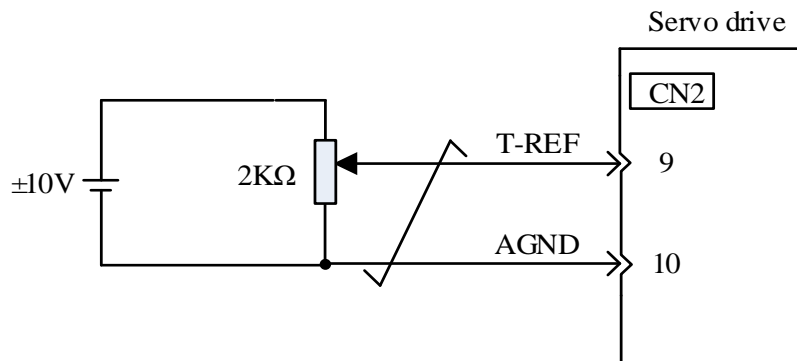 Servo drive
CN2
T-REF
9
2KΩ
±10V
AGND
10